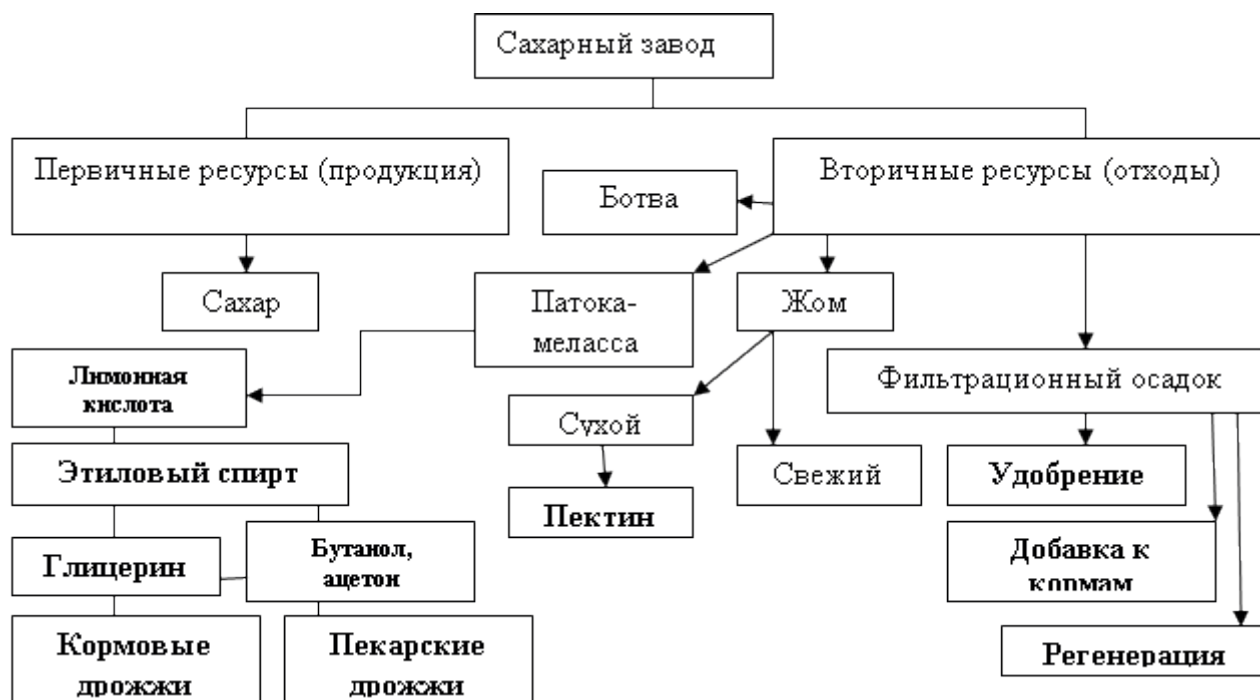 Сахарный завод
Первичные ресурсы (продукция)
Вторичные ресурсы (отходы)
Ботва
Сахар
Патока-
меласса
Жом
Лимонная
кислота
Фильтрационный осадок
Сухой
Этиловый спирт
Свежий
Удобрение
Пектин
Глицерин
Бутанол,
ацетон
Добавка к
кормам
Кормовые
дрожжи
Пекарские
дрожжи
Регенерация